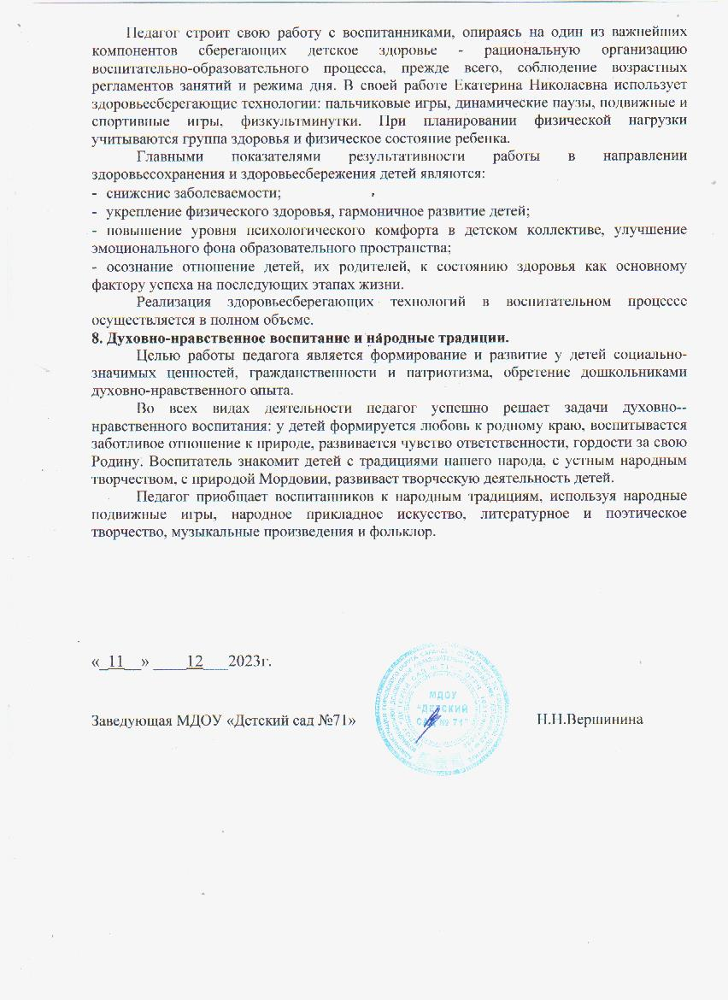 Педагог строит свою работу с воспитанниками, опираясь на один из важнейших
компонентов сберегающих детское здоровье - рациональную организацию
воспитательно-образовательного процесса, прежде всего, соблюдение возрастных
регламентов занятий и режима дня. В своей работе Екатерина Николаевна использует
здоровьесберегающие технологии: пальчиковые игры, динамические паузы, подвижные и
спортивные игры, физкультминутки. При планировании физической нагрузки
учитываются группа здоровья и физическое состояние ребенка.
Главными показателями результативности работы в направлении
здоровьесохранения и здоровьесбережения детей являются:
- снижение заболеваемости;
- укрепление физического здоровья, гармоничное развитие детей;
- повышение уровня психологического комфорта в детском коллективе, улучшение
эмоционального фона образовательного пространства;
- осознание отношение детей, их родителей, к состоянию здоровья как основному
фактору успеха на последующих этапах жизни.
Реализация здоровьесберегающих технологий в воспитательном процессе
осуществляется в полном объеме.
8. Духовно-нравственное воспитание и народные традиции.
Целью работы педагога является формирование и развитие у детей социально-
значимых ценностей, гражданственности и патриотизма, обретение дошкольниками
духовно-нравственного опыта.
Во всех видах деятельности педагог успешно решает задачи духовно--
нравственного воспитания: у детей формируется любовь к родному краю, воспитывается
заботливое отношение к природе, развивается чувство ответственности, гордости за свою
Родину. Воспитатель знакомит детей с традициями нашего народа, с устным народным
творчеством, с природой Мордовии, развивает творческую деятельность детей.
Педагог приобщает воспитанников к народным традициям, используя народные
подвижные игры, народное прикладное искусство, литературное и поэтическое
творчество, музыкальные произведения и фольклор.
«_11__» ____12___2023г.
МДОУ
"ДЕТСКИЙ
САД № 71"
Заведующая МДОУ «Детский сад №71» Н.Н.Вершинина